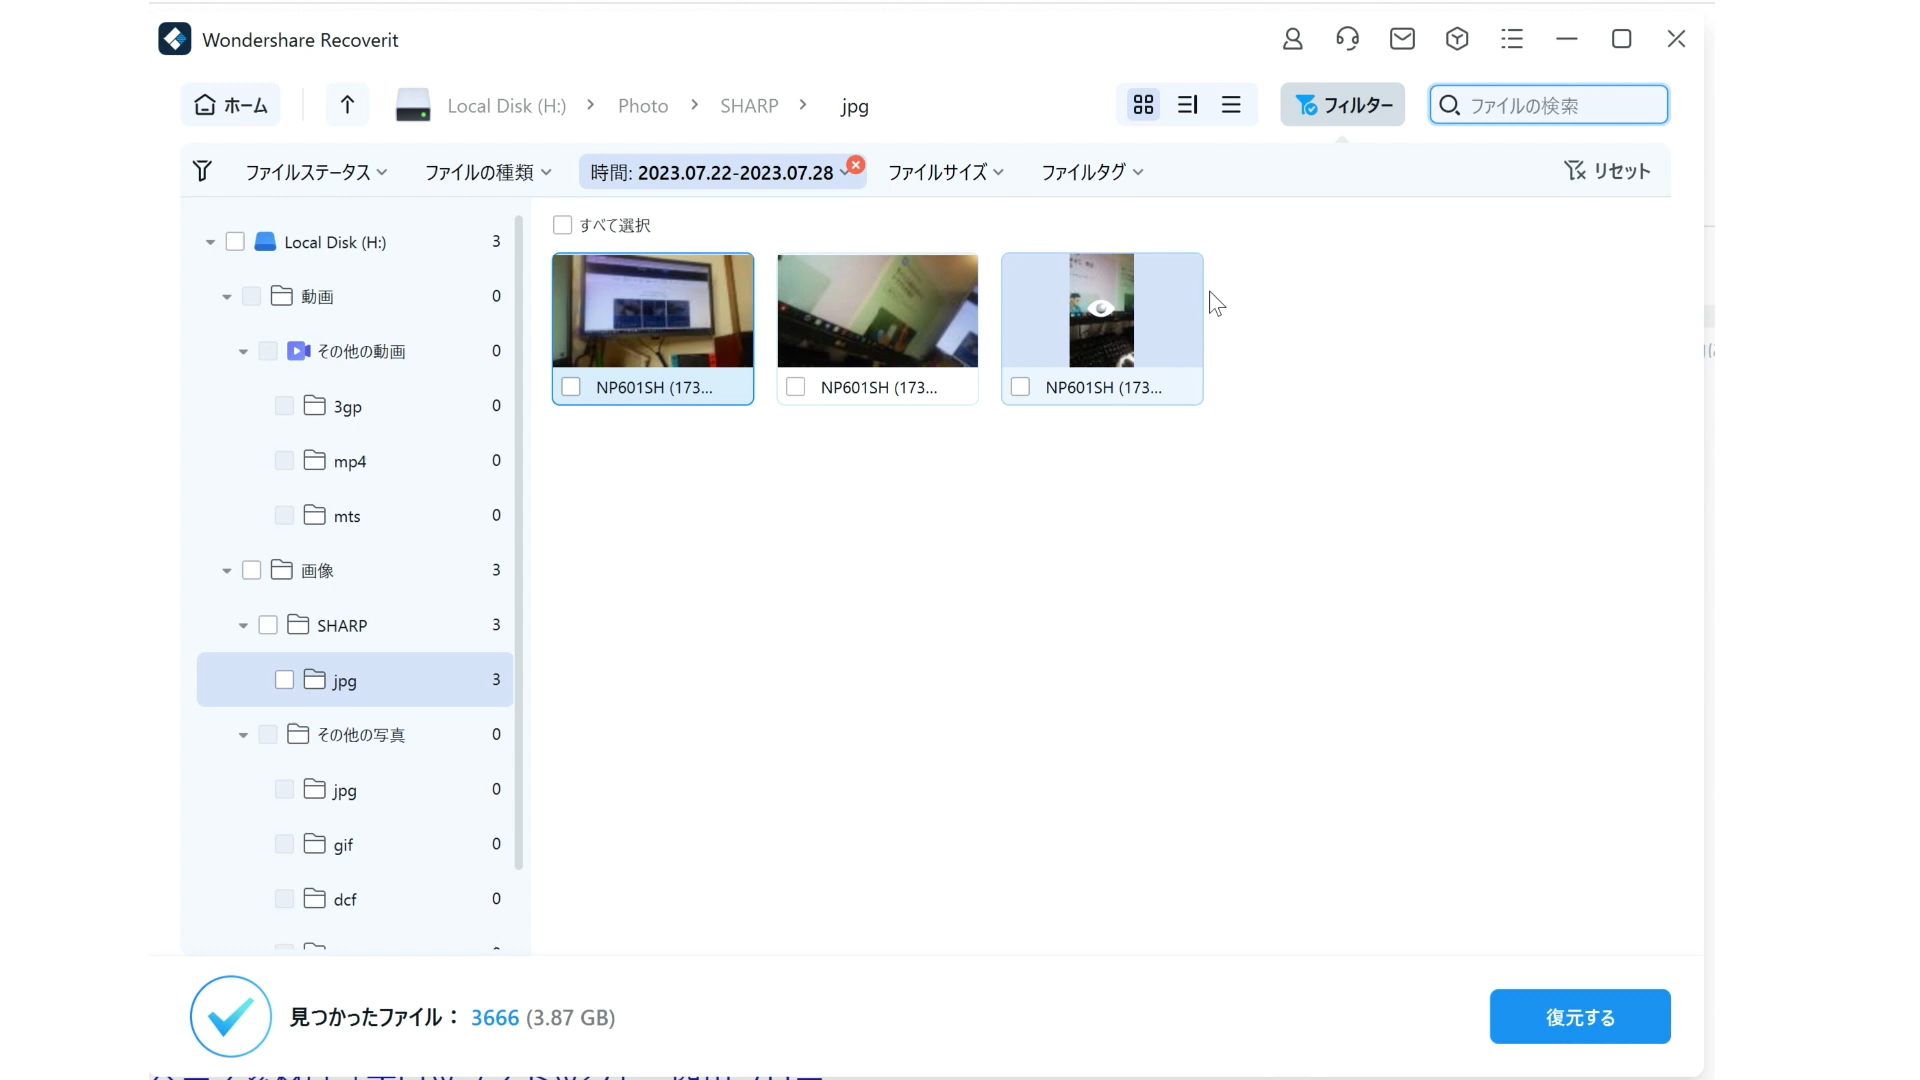 Wondershare Recoverit
ホーム
Local Disk (H:) > Photo > SHARP > jpg
フィルター
ファイルの検索
ファイルステータス
ファイルの種類
時間: 2023.07.22-2023.07.28
ファイルサイズ
ファイルタグ
リセット
Local Disk (H:) 3
動画 0
その他の動画 0
3gp 0
mp4 0
mts 0
画像 3
SHARP 3
jpg 3
その他の写真 0
jpg 0
gif 0
dcf 0
すべて選択
NP601SH (173...
NP601SH (173...
NP601SH (173...
見つかったファイル： 3666 (3.87 GB)
復元する